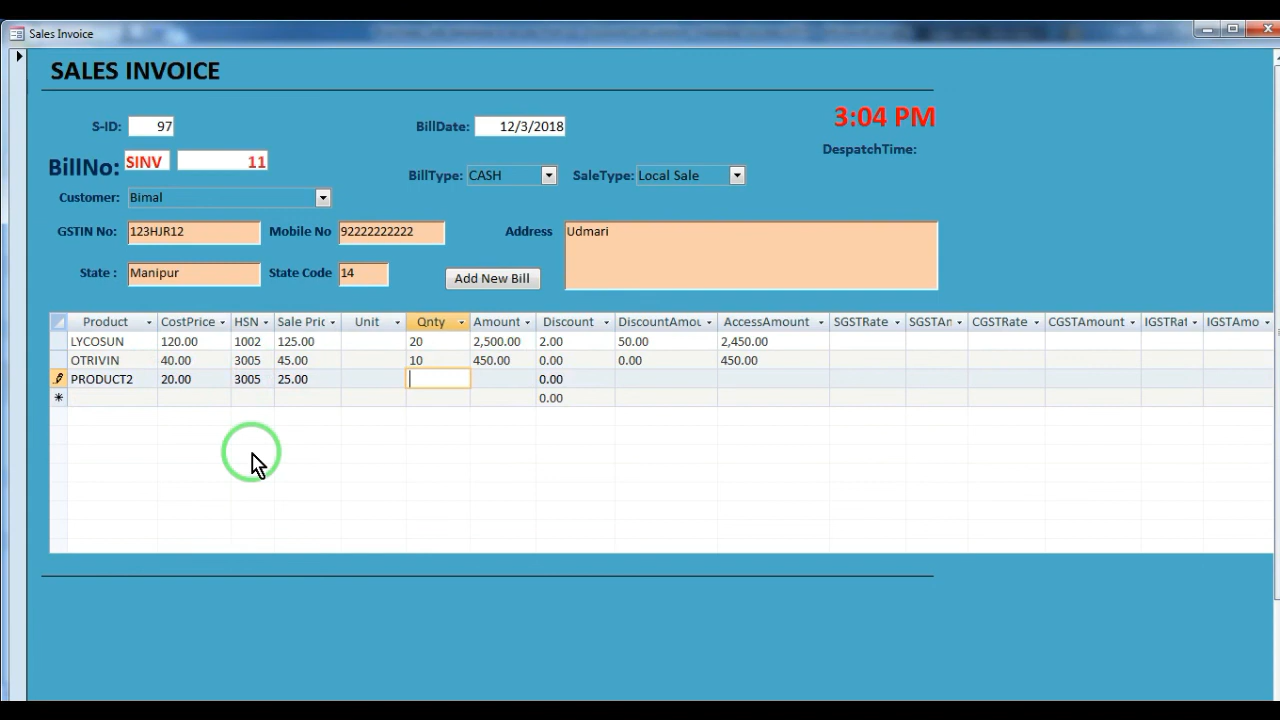 Sales Invoice
SALES INVOICE
3:04 PM
S-ID: 97 BillDate: 12/3/2018
DespatchTime:
BillNo: SINV 11
BillType: CASH SaleType: Local Sale
Customer: Bimal
GSTIN No: 123HJR12 Mobile No 92222222222 Address Udmari
State : Manipur State Code 14 Add New Bill
Product CostPrice HSN Sale Pric Unit Qnty Amount Discount DiscountAmou AccessAmount SGSTRate SGSTAn CGSTRate CGSTAmount IGSTRat IGSTAmo
LYCOSUN 120.00 1002 125.00 20 2,500.00 2.00 50.00 2,450.00
OTRIVIN 40.00 3005 45.00 10 450.00 0.00 0.00 450.00
PRODUCT2 20.00 3005 25.00 0.00
0.00